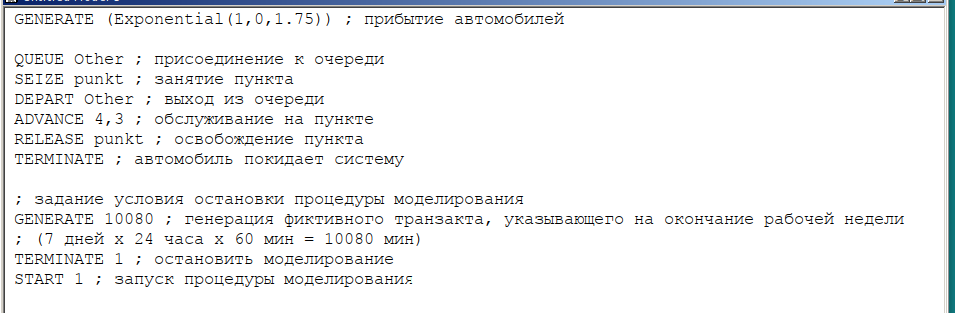 GENERATE (Exponential(1,0,1.75)) ; прибытие автомобилей
QUEUE Other ; присоединение к очереди
SEIZE punkt ; занятие пункта
DEPART Other ; выход из очереди
ADVANCE 4,3 ; обслуживание на пункте
RELEASE punkt ; освобождение пункта
TERMINATE ; автомобиль покидает систему
; задание условия остановки процедуры моделирования
GENERATE 10080 ; генерация фиктивного транзакта, указывающего на окончание рабочей недели
; (7 дней x 24 часа x 60 мин = 10080 мин)
TERMINATE 1 ; остановить моделирование
START 1 ; запуск процедуры моделирования